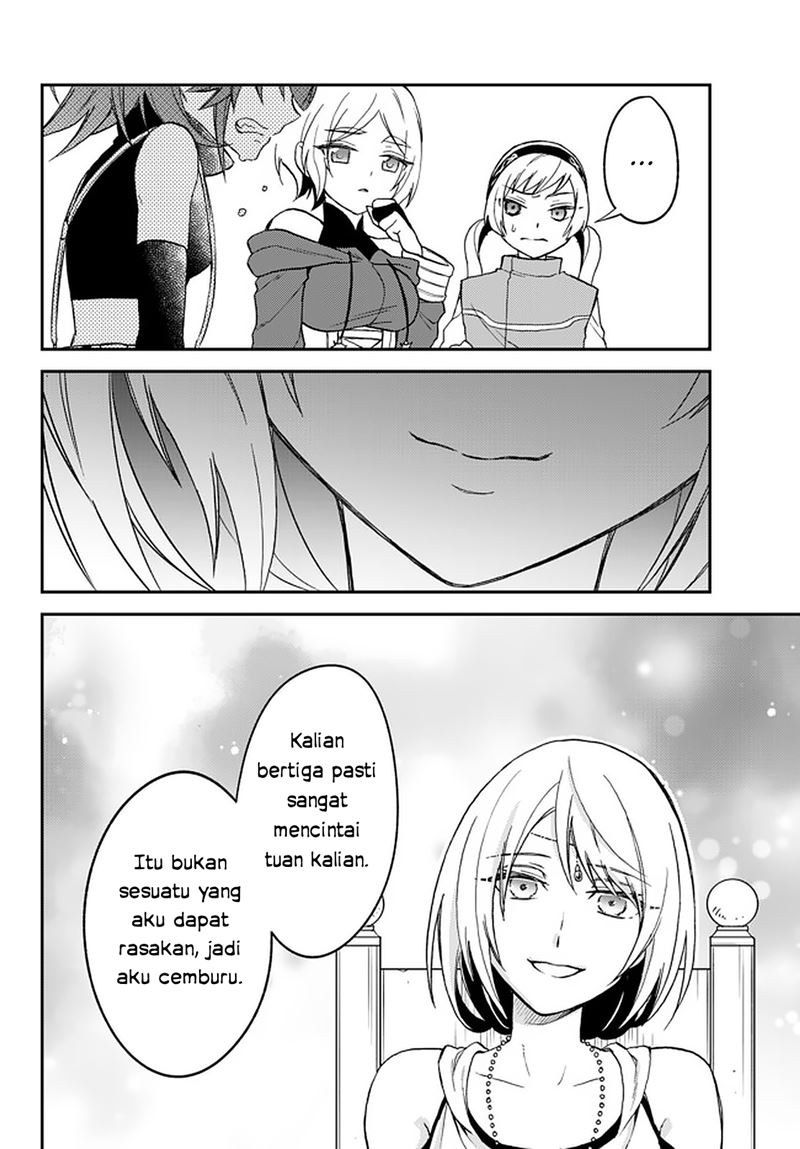 ...
Kalian
bertiga pasti
sangat
mencintai
tuan kalian.
Itu bukan
sesuatu yang
aku dapat
rasakan, jadi
aku cemburu.